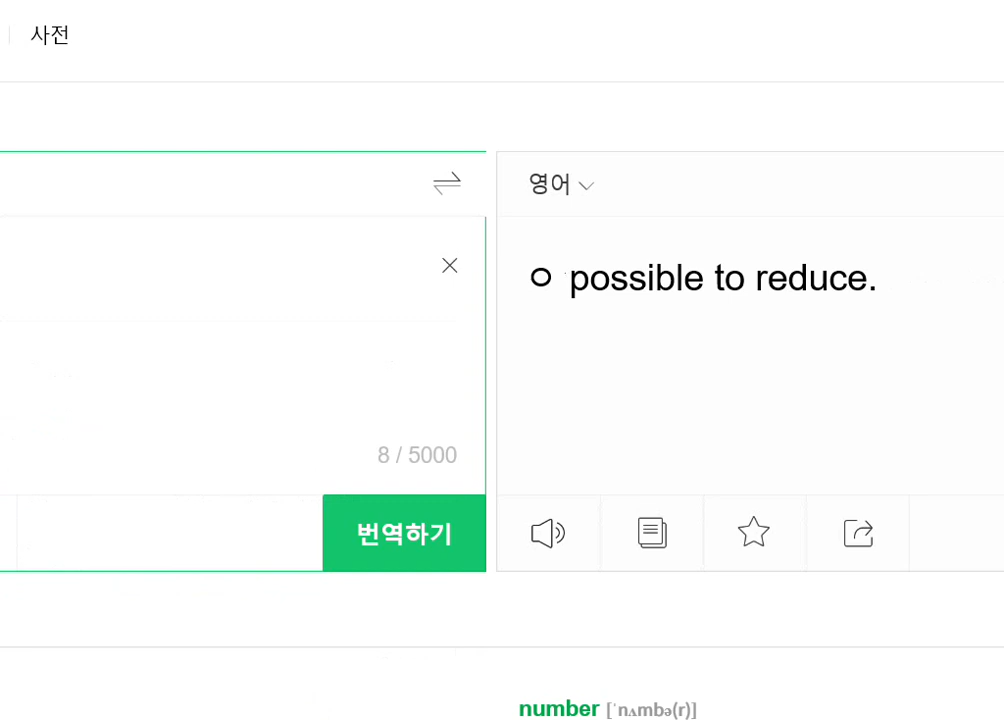 사전
영어
ㅇ possible to reduce.
8 / 5000
번역하기
number [ˈnʌmbə(r)]